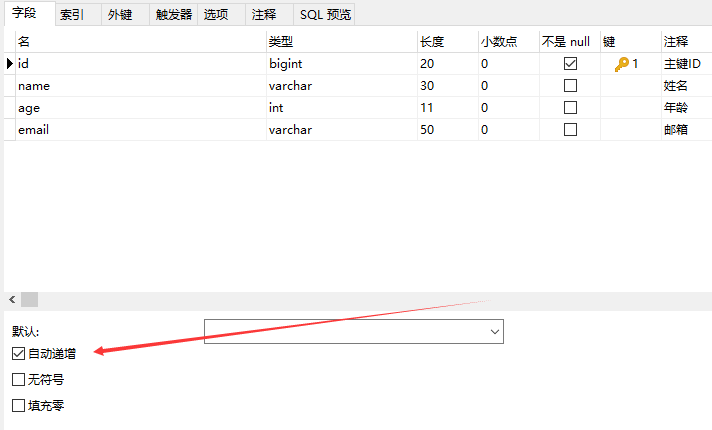 字段 索引 外键 触发器 选项 注释 SQL 预览
名 类型 长度 小数点 不是 null 键 注释
id bigint 20 0 1 主键ID
name varchar 30 0 姓名
age int 11 0 年龄
email varchar 50 0 邮箱
默认:
自动递增
无符号
填充零